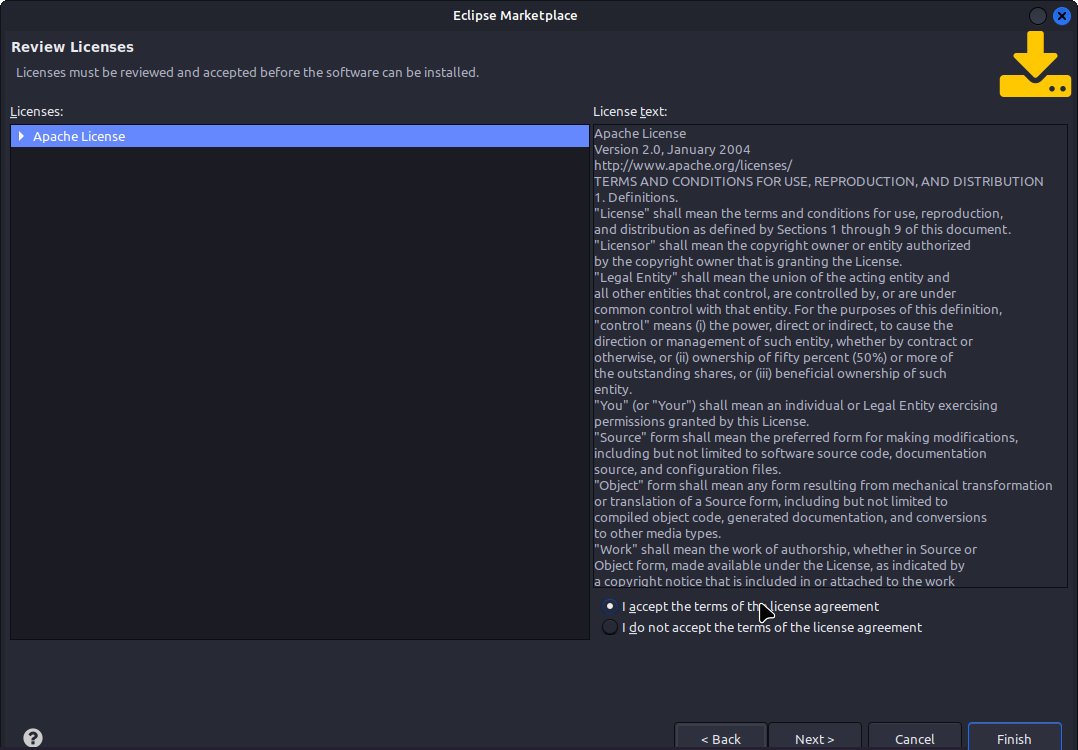 Eclipse Marketplace
Review Licenses
Licenses must be reviewed and accepted before the software can be installed.
Licenses:
Apache License
License text:
Apache License
Version 2.0, January 2004
http://www.apache.org/licenses/
TERMS AND CONDITIONS FOR USE, REPRODUCTION, AND DISTRIBUTION
1. Definitions.
"License" shall mean the terms and conditions for use, reproduction,
and distribution as defined by Sections 1 through 9 of this document.
"Licensor" shall mean the copyright owner or entity authorized
by the copyright owner that is granting the License.
"Legal Entity" shall mean the union of the acting entity and
all other entities that control, are controlled by, or are under
common control with that entity. For the purposes of this definition,
"control" means (i) the power, direct or indirect, to cause the
direction or management of such entity, whether by contract or
otherwise, or (ii) ownership of fifty percent (50%) or more of
the outstanding shares, or (iii) beneficial ownership of such
entity.
"You" (or "Your") shall mean an individual or Legal Entity exercising
permissions granted by this License.
"Source" form shall mean the preferred form for making modifications,
including but not limited to software source code, documentation
source, and configuration files.
"Object" form shall mean any form resulting from mechanical transformation
or translation of a Source form, including but not limited to
compiled object code, generated documentation, and conversions
to other media types.
"Work" shall mean the work of authorship, whether in Source or
Object form, made available under the License, as indicated by
a copyright notice that is included in or attached to the work
I accept the terms of the license agreement
I do not accept the terms of the license agreement
?
< Back
Next >
Cancel
Finish